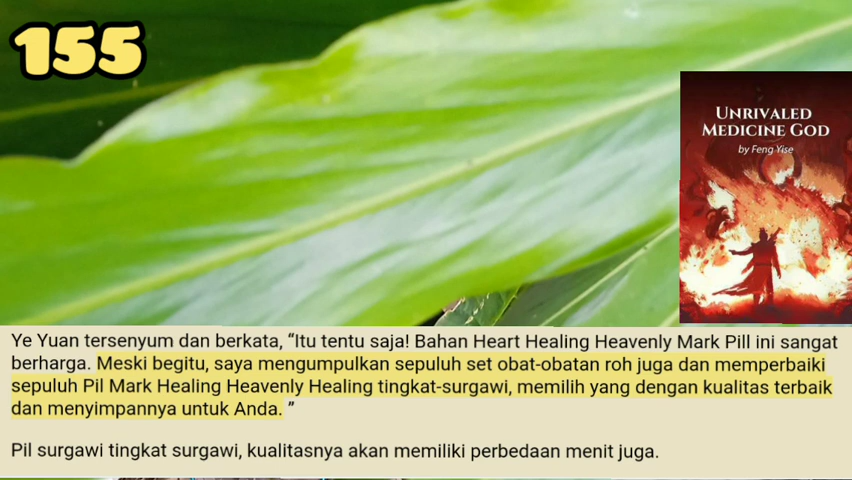 155
UNRIVALED
MEDICINE GOD
by Feng Yise
Ye Yuan tersenyum dan berkata, “Itu tentu saja! Bahan Heart Healing Heavenly Mark Pill ini sangat
berharga. Meski begitu, saya mengumpulkan sepuluh set obat-obatan roh juga dan memperbaiki
sepuluh Pil Mark Healing Heavenly Healing tingkat-surgawi, memilih yang dengan kualitas terbaik
dan menyimpannya untuk Anda. ”
Pil surgawi tingkat surgawi, kualitasnya akan memiliki perbedaan menit juga.